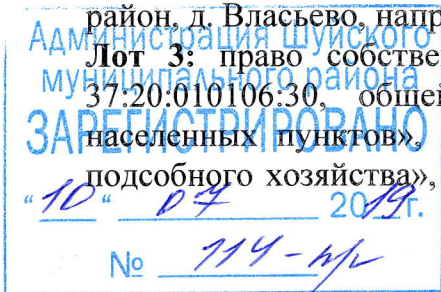 район, д. Власьево, напр
Администрация Шуйского
Лот 3: право собстве
муниципального района
37:20:010106:30, общей
ЗАРЕГИСТРИРОВАНО
населенных пунктов»,
подсобного хозяйства»,
"10" 07 2019г.
№ 114-п/р